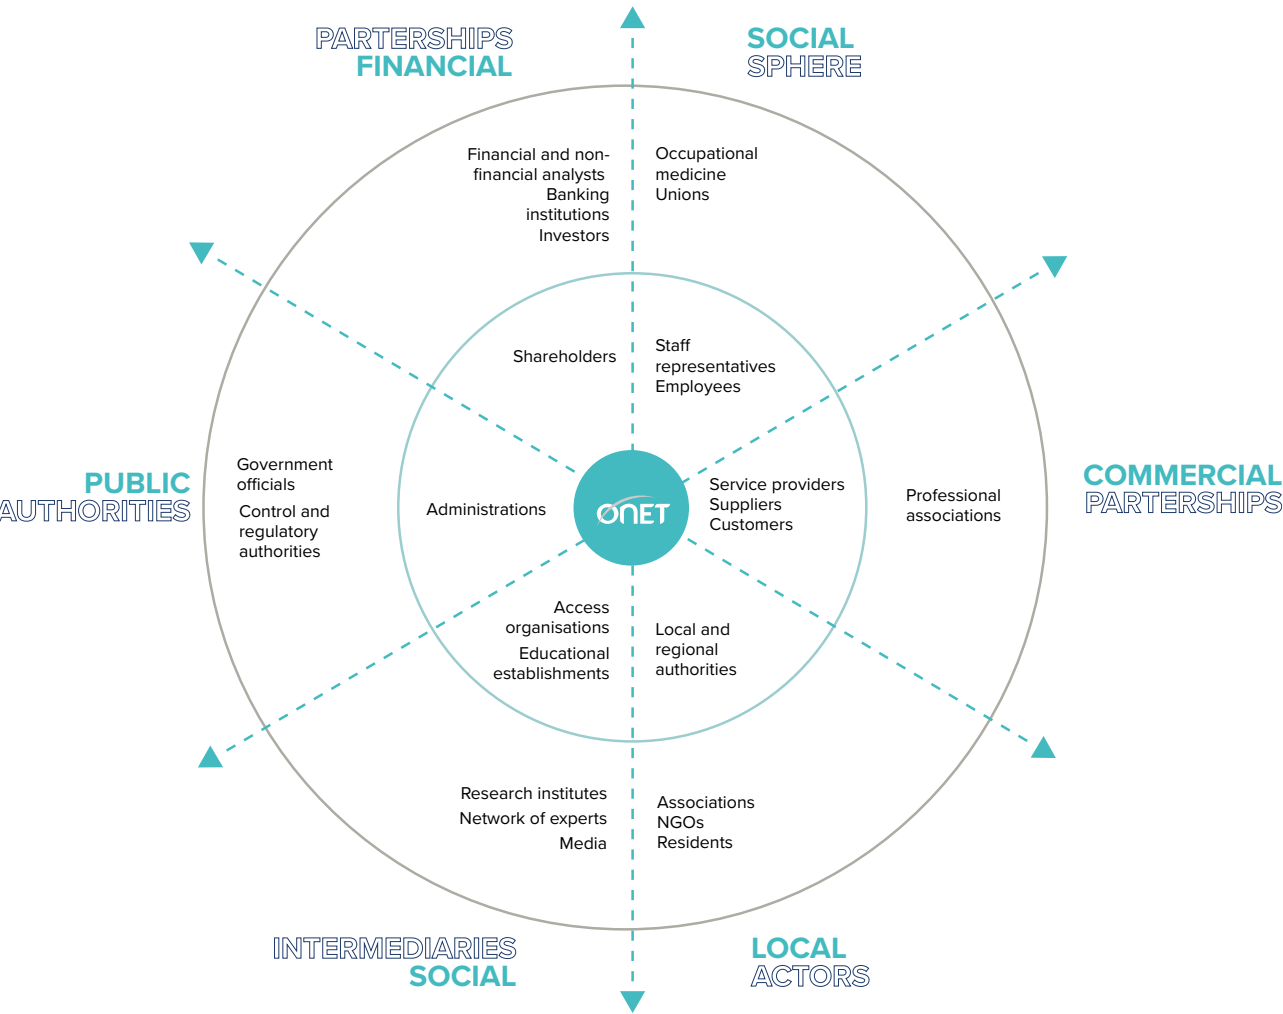 PARTERSHIPS
FINANCIAL
SOCIAL
SPHERE
Financial and non-
financial analysts
Banking
institutions
Investors
Occupational
medicine
Unions
Shareholders
Staff
representatives
Employees
PUBLIC
AUTHORITIES
Government
officials
Control and
regulatory
authorities
Administrations
ONET
Service providers
Suppliers
Customers
Professional
associations
COMMERCIAL
PARTERSHIPS
Access
organisations
Educational
establishments
Local and
regional
authorities
Research institutes
Network of experts
Media
Associations
NGOs
Residents
INTERMEDIARIES
SOCIAL
LOCAL
ACTORS